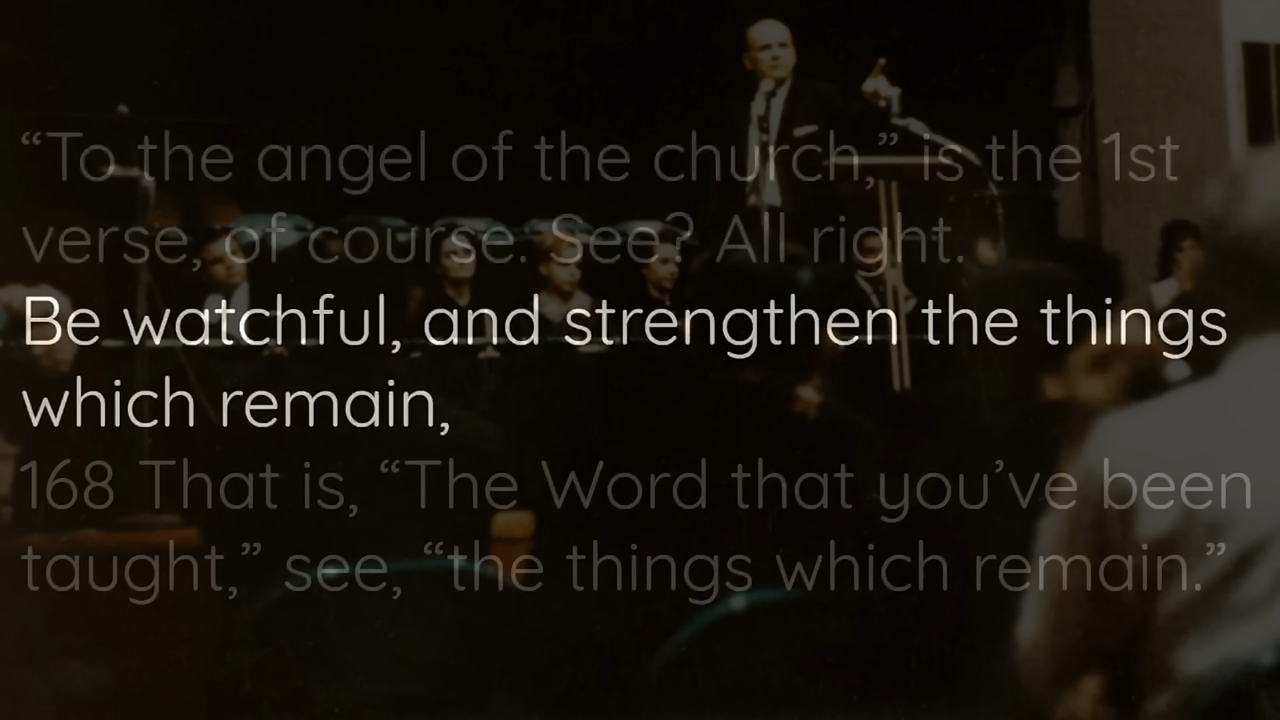 “To the angel of the church,” is the 1st
verse, of course. See? All right.
Be watchful, and strengthen the things
which remain,
168 That is, “The Word that you’ve been
taught,” see, “the things which remain.”